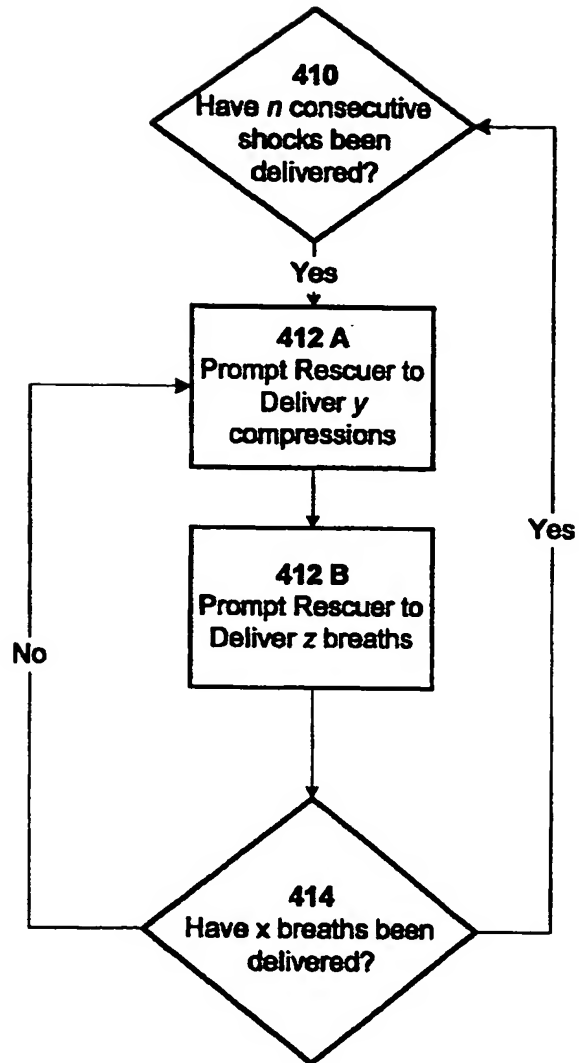 410
Have n consecutive
shocks been
delivered?
Yes
412 A
Prompt Rescuer to
Deliver y
compressions
412 B
Prompt Rescuer to
Deliver z breaths
Yes
No
414
Have x breaths been
delivered?